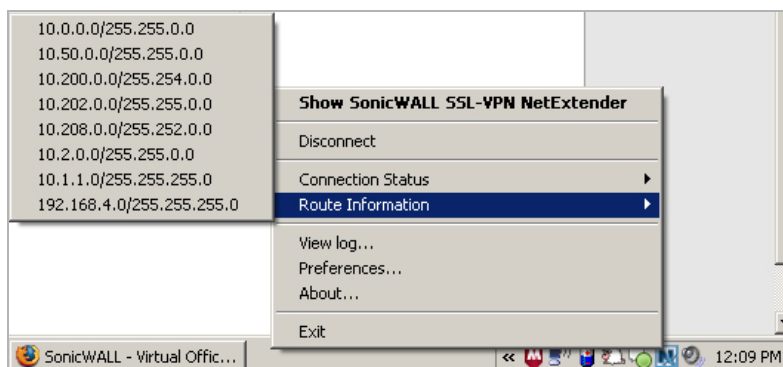 10.0.0.0/255.255.0.0
10.50.0.0/255.255.0.0
10.200.0.0/255.254.0.0
10.202.0.0/255.255.0.0
10.208.0.0/255.252.0.0
10.2.0.0/255.255.0.0
10.1.1.0/255.255.255.0
192.168.4.0/255.255.255.0
Show SonicWALL SSL-VPN NetExtender
Disconnect
Connection Status
Route Information
View log...
Preferences...
About...
Exit
SonicWALL - Virtual Offic...
« 12:09 PM